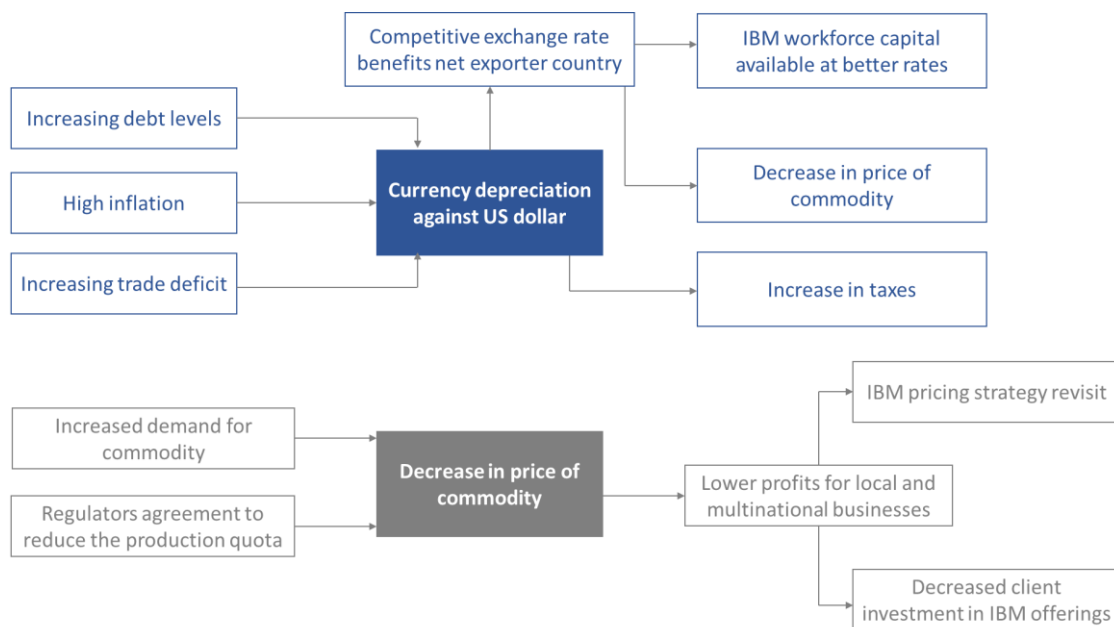 Competitive exchange rate
benefits net exporter country
IBM workforce capital
available at better rates
Increasing debt levels
Currency depreciation
against US dollar
Decrease in price of
commodity
High inflation
Increasing trade deficit
Increase in taxes
IBM pricing strategy revisit
Increased demand for
commodity
Decrease in price of
commodity
Lower profits for local and
multinational businesses
Regulators agreement to
reduce the production quota
Decreased client
investment in IBM offerings